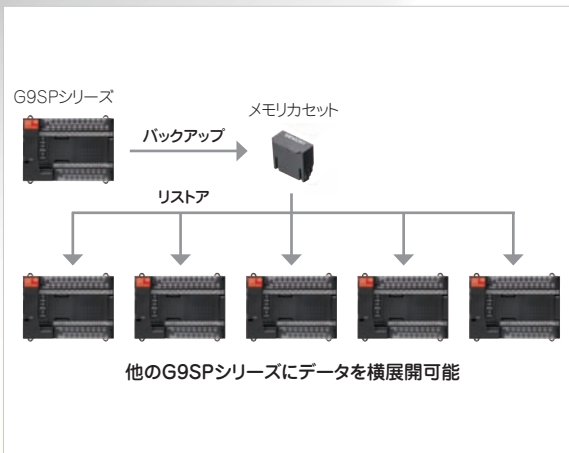 G9SPシリーズ
メモリカセット
バックアップ
リストア
他のG9SPシリーズにデータを横展開可能